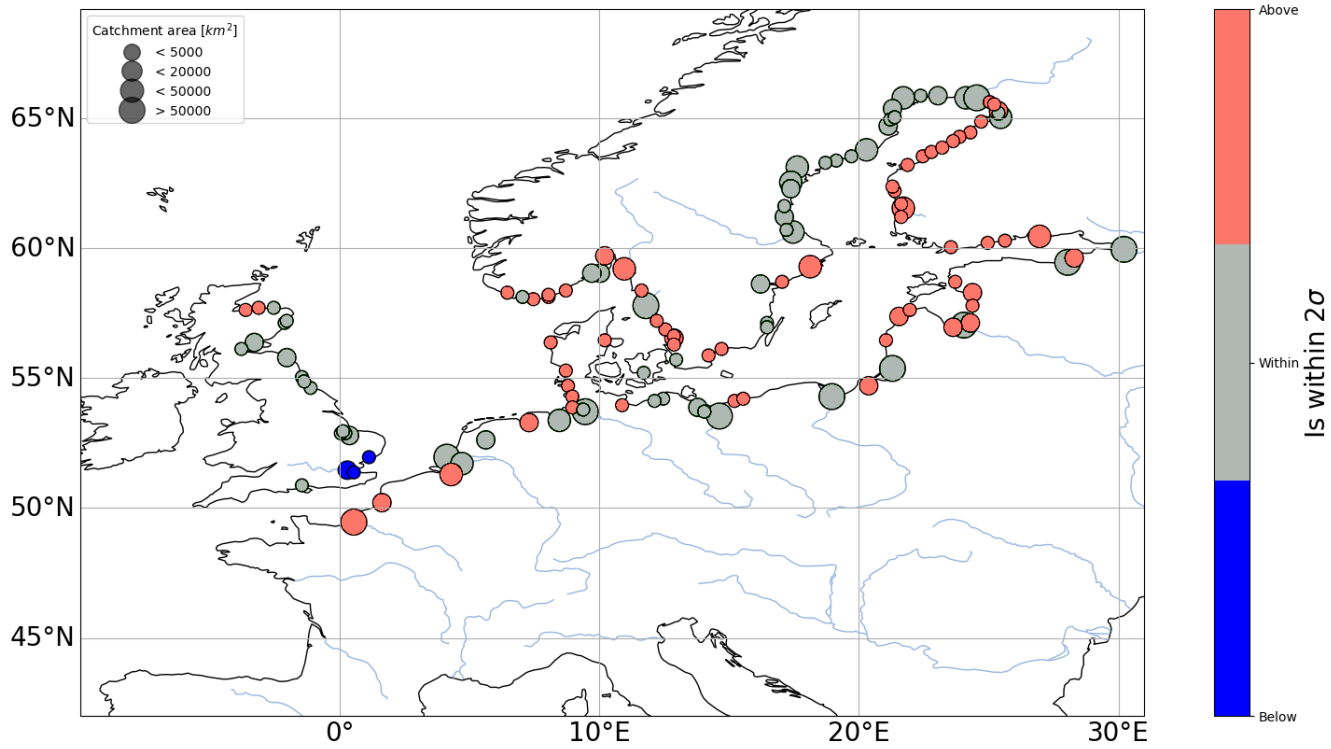 Catchment area [km²]
< 5000
< 20000
< 50000
> 50000
65°N
60°N
55°N
50°N
45°N
0°
10°E
20°E
30°E
Above
Within
Below
Is within 2σ